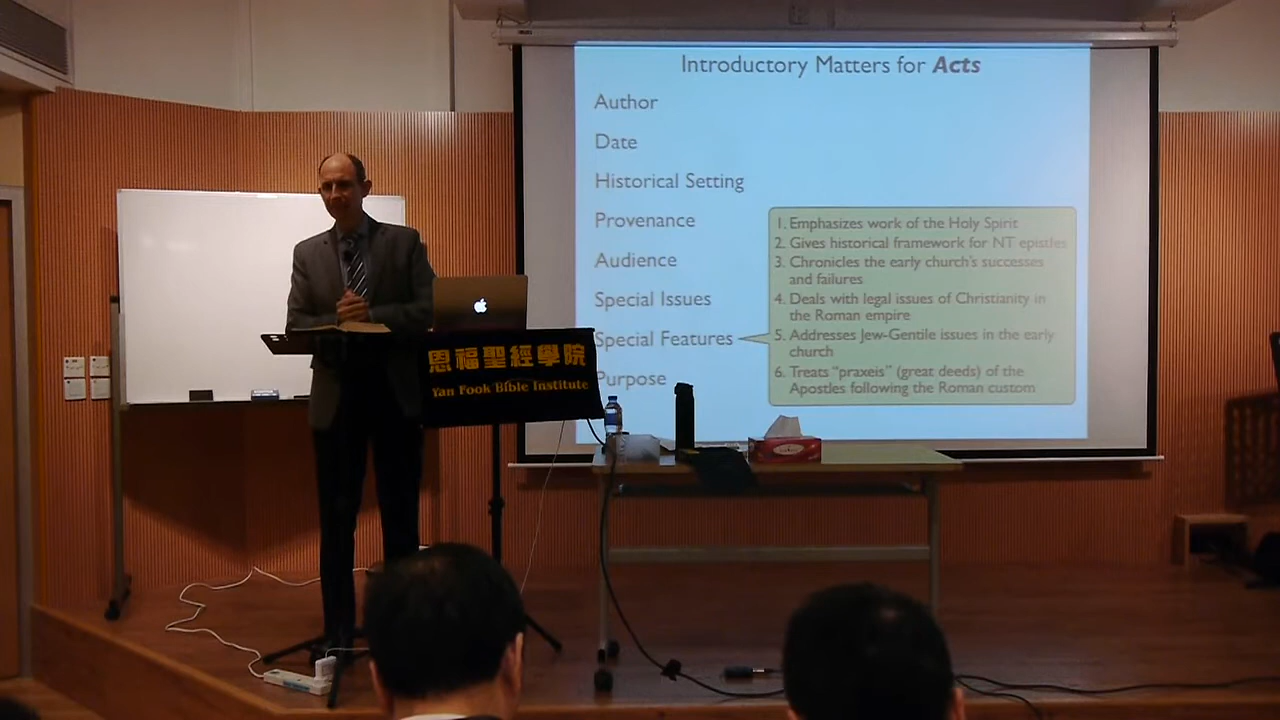 Introductory Matters for Acts
Author
Date
Historical Setting
Provenance
Audience
Special Issues
Special Features
Purpose
1. Emphasizes work of the Holy Spirit
2. Gives historical framework for NT epistles
3. Chronicles the early church's successes
and failures
4. Deals with legal issues of Christianity in
the Roman empire
5. Addresses Jew-Gentile issues in the early
church
6. Treats "praxeis" (great deeds) of the
Apostles following the Roman custom
恩福聖經學院
Yan Fook Bible Institute